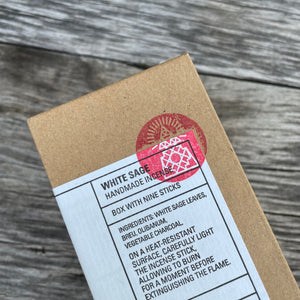 WHITE SAGE
HANDMADE INCENSE
BOX WITH NINE STICKS
INGREDIENTS: WHITE SAGE LEAVES,
BREU, OLIBANUM,
VEGETABLE CHARCOAL.
ON A HEAT-RESISTANT
SURFACE, CAREFULLY LIGHT
THE INCENSE STICK,
ALLOWING TO BURN
FOR A MOMENT BEFORE
EXTINGUISHING THE FLAME.